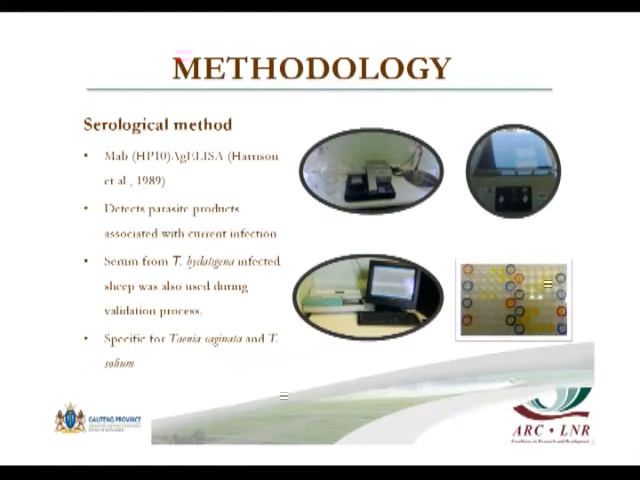 METHODOLOGY
Serological method
• Mab (HP10)AgELISA (Harrison
et al , 1989)
• Detects parasite products
associated with current infection
• Serum from T. hydatigena infected
sheep was also used during
validation process.
• Specific for Taenia saginata and T.
solium
GAUTENG PROVINCE
ARC • LNR
Excellence in Research and Development